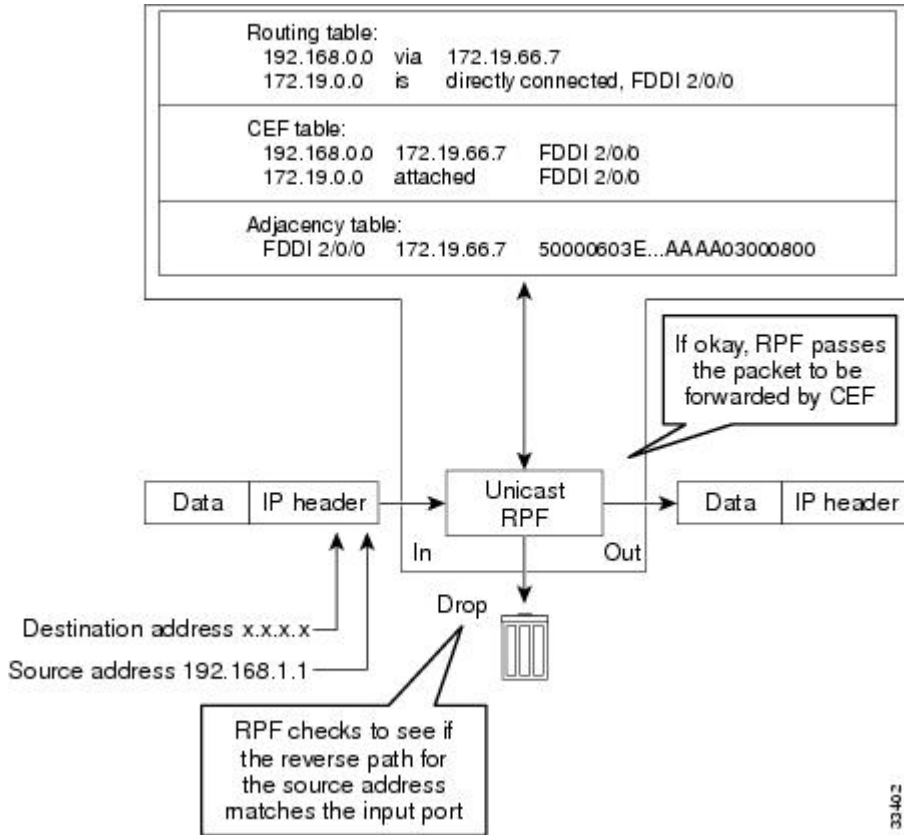 Routing table:
192.168.0.0 via 172.19.66.7
172.19.0.0 is directly connected, FDDI 2/0/0
CEF table:
192.168.0.0 172.19.66.7 FDDI 2/0/0
172.19.0.0 attached FDDI 2/0/0
Adjacency table:
FDDI 2/0/0 172.19.66.7 50000603E...AAAA03000800
If okay, RPF passes
the packet to be
forwarded by CEF
Data IP header
Unicast
RPF
Data IP header
In Out
Drop
Destination address x.x.x.x
Source address 192.168.1.1
RPF checks to see if
the reverse path for
the source address
matches the input port
33402